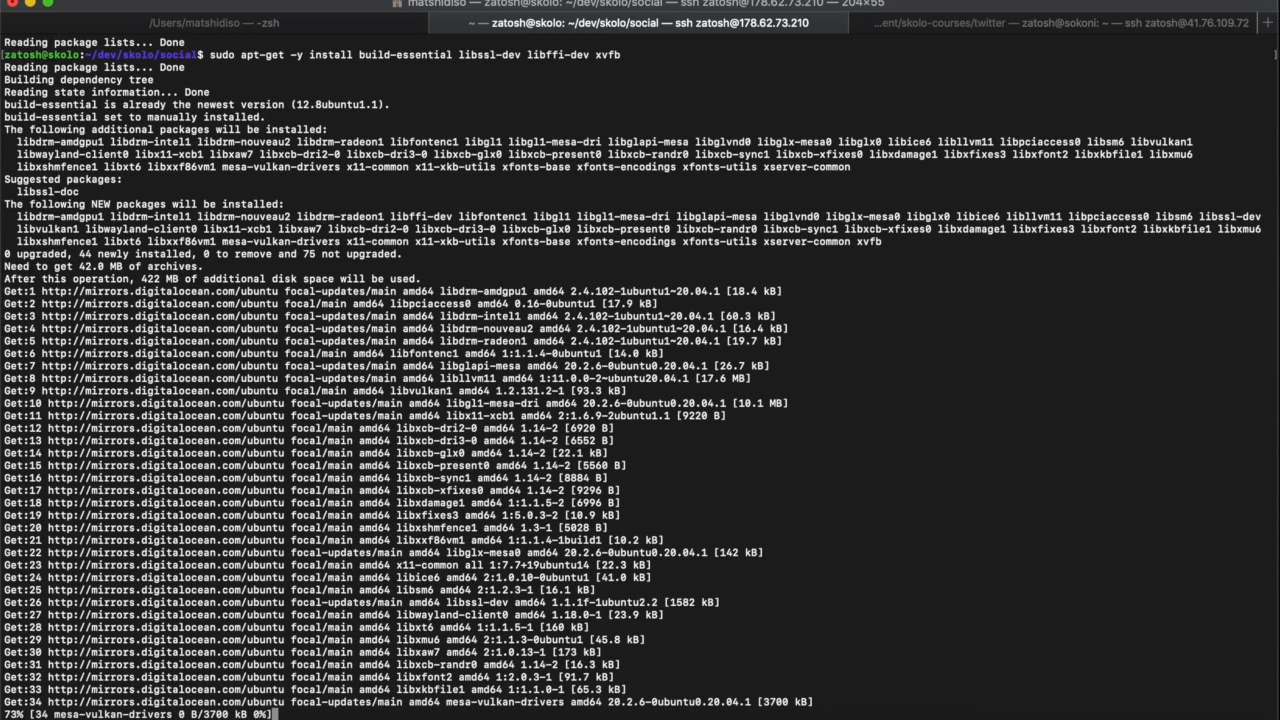 matshidiso — zatosh@skolo: ~/dev/skolo/social — ssh zatosh@178.62.73.210 — 204×55
/Users/matshidiso — -zsh
~ — zatosh@skolo: ~/dev/skolo/social — ssh zatosh@178.62.73.210
...ent/skolo-courses/twitter — zatosh@sokoni: ~ — ssh zatosh@41.76.109.72
Reading package lists... Done
[zatosh@skolo:~/dev/skolo/social$ sudo apt-get -y install build-essential libssl-dev libffi-dev xvfb ]
Reading package lists... Done
Building dependency tree
Reading state information... Done
build-essential is already the newest version (12.8ubuntu1.1).
build-essential set to manually installed.
The following additional packages will be installed:
libdrm-amdgpu1 libdrm-intel1 libdrm-nouveau2 libdrm-radeon1 libfontenc1 libgl1 libgl1-mesa-dri libglapi-mesa libglvnd0 libglx-mesa0 libglx0 libice6 libllvm11 libpciaccess0 libsm6 libvulkan1
libwayland-client0 libx11-xcb1 libxaw7 libxcb-dri2-0 libxcb-dri3-0 libxcb-glx0 libxcb-present0 libxcb-randr0 libxcb-sync1 libxcb-xfixes0 libxdamage1 libxfixes3 libxfont2 libxkbfile1 libxmu6
libxshmfence1 libxt6 libxxf86vm1 mesa-vulkan-drivers x11-common x11-xkb-utils xfonts-base xfonts-encodings xfonts-utils xserver-common
Suggested packages:
libssl-doc
The following NEW packages will be installed:
libdrm-amdgpu1 libdrm-intel1 libdrm-nouveau2 libdrm-radeon1 libffi-dev libfontenc1 libgl1 libgl1-mesa-dri libglapi-mesa libglvnd0 libglx-mesa0 libglx0 libice6 libllvm11 libpciaccess0 libsm6 libssl-dev
libvulkan1 libwayland-client0 libx11-xcb1 libxaw7 libxcb-dri2-0 libxcb-dri3-0 libxcb-glx0 libxcb-present0 libxcb-randr0 libxcb-sync1 libxcb-xfixes0 libxdamage1 libxfixes3 libxfont2 libxkbfile1 libxmu6
libxshmfence1 libxt6 libxxf86vm1 mesa-vulkan-drivers x11-common x11-xkb-utils xfonts-base xfonts-encodings xfonts-utils xserver-common xvfb
0 upgraded, 44 newly installed, 0 to remove and 75 not upgraded.
Need to get 42.0 MB of archives.
After this operation, 422 MB of additional disk space will be used.
Get:1 http://mirrors.digitalocean.com/ubuntu focal-updates/main amd64 libdrm-amdgpu1 amd64 2.4.102-1ubuntu1~20.04.1 [18.4 kB]
Get:2 http://mirrors.digitalocean.com/ubuntu focal/main amd64 libpciaccess0 amd64 0.16-0ubuntu1 [17.9 kB]
Get:3 http://mirrors.digitalocean.com/ubuntu focal-updates/main amd64 libdrm-intel1 amd64 2.4.102-1ubuntu1~20.04.1 [60.3 kB]
Get:4 http://mirrors.digitalocean.com/ubuntu focal-updates/main amd64 libdrm-nouveau2 amd64 2.4.102-1ubuntu1~20.04.1 [16.4 kB]
Get:5 http://mirrors.digitalocean.com/ubuntu focal-updates/main amd64 libdrm-radeon1 amd64 2.4.102-1ubuntu1~20.04.1 [19.7 kB]
Get:6 http://mirrors.digitalocean.com/ubuntu focal/main amd64 libfontenc1 amd64 1:1.1.4-0ubuntu1 [14.0 kB]
Get:7 http://mirrors.digitalocean.com/ubuntu focal-updates/main amd64 libglapi-mesa amd64 20.2.6-0ubuntu0.20.04.1 [26.7 kB]
Get:8 http://mirrors.digitalocean.com/ubuntu focal-updates/main amd64 libllvm11 amd64 1:11.0.0-2~ubuntu20.04.1 [17.6 MB]
Get:9 http://mirrors.digitalocean.com/ubuntu focal/main amd64 libvulkan1 amd64 1.2.131.2-1 [93.3 kB]
Get:10 http://mirrors.digitalocean.com/ubuntu focal-updates/main amd64 libgl1-mesa-dri amd64 20.2.6-0ubuntu0.20.04.1 [10.1 MB]
Get:11 http://mirrors.digitalocean.com/ubuntu focal-updates/main amd64 libx11-xcb1 amd64 2:1.6.9-2ubuntu1.1 [9220 B]
Get:12 http://mirrors.digitalocean.com/ubuntu focal/main amd64 libxcb-dri2-0 amd64 1.14-2 [6920 B]
Get:13 http://mirrors.digitalocean.com/ubuntu focal/main amd64 libxcb-dri3-0 amd64 1.14-2 [6552 B]
Get:14 http://mirrors.digitalocean.com/ubuntu focal/main amd64 libxcb-glx0 amd64 1.14-2 [22.1 kB]
Get:15 http://mirrors.digitalocean.com/ubuntu focal/main amd64 libxcb-present0 amd64 1.14-2 [5560 B]
Get:16 http://mirrors.digitalocean.com/ubuntu focal/main amd64 libxcb-sync1 amd64 1.14-2 [8884 B]
Get:17 http://mirrors.digitalocean.com/ubuntu focal/main amd64 libxcb-xfixes0 amd64 1.14-2 [9296 B]
Get:18 http://mirrors.digitalocean.com/ubuntu focal/main amd64 libxdamage1 amd64 1:1.1.5-2 [6996 B]
Get:19 http://mirrors.digitalocean.com/ubuntu focal/main amd64 libxfixes3 amd64 1:5.0.3-2 [10.9 kB]
Get:20 http://mirrors.digitalocean.com/ubuntu focal/main amd64 libxshmfence1 amd64 1.3-1 [5028 B]
Get:21 http://mirrors.digitalocean.com/ubuntu focal/main amd64 libxxf86vm1 amd64 1:1.1.4-1build1 [10.2 kB]
Get:22 http://mirrors.digitalocean.com/ubuntu focal-updates/main amd64 libglx-mesa0 amd64 20.2.6-0ubuntu0.20.04.1 [142 kB]
Get:23 http://mirrors.digitalocean.com/ubuntu focal/main amd64 x11-common all 1:7.7+19ubuntu14 [22.3 kB]
Get:24 http://mirrors.digitalocean.com/ubuntu focal/main amd64 libice6 amd64 2:1.0.10-0ubuntu1 [41.0 kB]
Get:25 http://mirrors.digitalocean.com/ubuntu focal/main amd64 libsm6 amd64 2:1.2.3-1 [16.1 kB]
Get:26 http://mirrors.digitalocean.com/ubuntu focal-updates/main amd64 libssl-dev amd64 1.1.1f-1ubuntu2.2 [1582 kB]
Get:27 http://mirrors.digitalocean.com/ubuntu focal/main amd64 libwayland-client0 amd64 1.18.0-1 [23.9 kB]
Get:28 http://mirrors.digitalocean.com/ubuntu focal/main amd64 libxt6 amd64 1:1.1.5-1 [160 kB]
Get:29 http://mirrors.digitalocean.com/ubuntu focal/main amd64 libxmu6 amd64 2:1.1.3-0ubuntu1 [45.8 kB]
Get:30 http://mirrors.digitalocean.com/ubuntu focal/main amd64 libxaw7 amd64 2:1.0.13-1 [173 kB]
Get:31 http://mirrors.digitalocean.com/ubuntu focal/main amd64 libxcb-randr0 amd64 1.14-2 [16.3 kB]
Get:32 http://mirrors.digitalocean.com/ubuntu focal/main amd64 libxfont2 amd64 1:2.0.3-1 [91.7 kB]
Get:33 http://mirrors.digitalocean.com/ubuntu focal/main amd64 libxkbfile1 amd64 1:1.1.0-1 [65.3 kB]
Get:34 http://mirrors.digitalocean.com/ubuntu focal-updates/main amd64 mesa-vulkan-drivers amd64 20.2.6-0ubuntu0.20.04.1 [3700 kB]
73% [34 mesa-vulkan-drivers 0 B/3700 kB 0%]